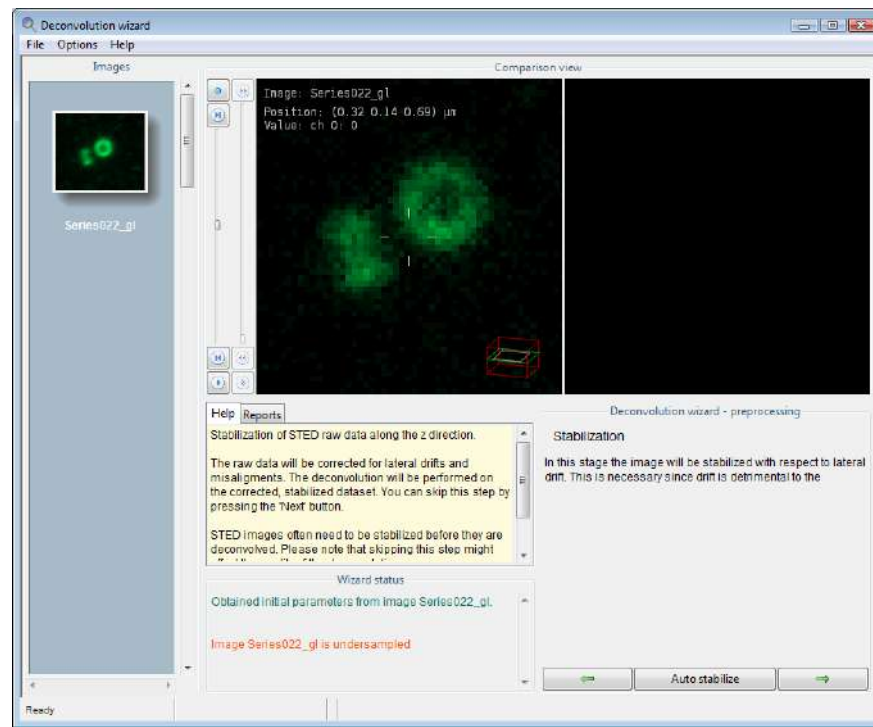 Deconvolution wizard
File Options Help
Images
Comparison view
Image: Series022_gl
Position: (0.32 0.14 0.69) μm
Value: ch 0: 0
Series022_gl
Help Reports
Stabilization of STED raw data along the z direction.
The raw data will be corrected for lateral drifts and
misaligments. The deconvolution will be performed on
the corrected, stabilized dataset. You can skip this step by
pressing the 'Next' button.
STED images often need to be stabilized before they are
deconvolved. Please note that skipping this step might
Deconvolution wizard - preprocessing
Stabilization
In this stage the image will be stabilized with respect to lateral
drift. This is necessary since drift is detrimental to the
Wizard status
Obtained initial parameters from image Series022_gl.
Image Series022_gl is undersampled
Auto stabilize
Ready